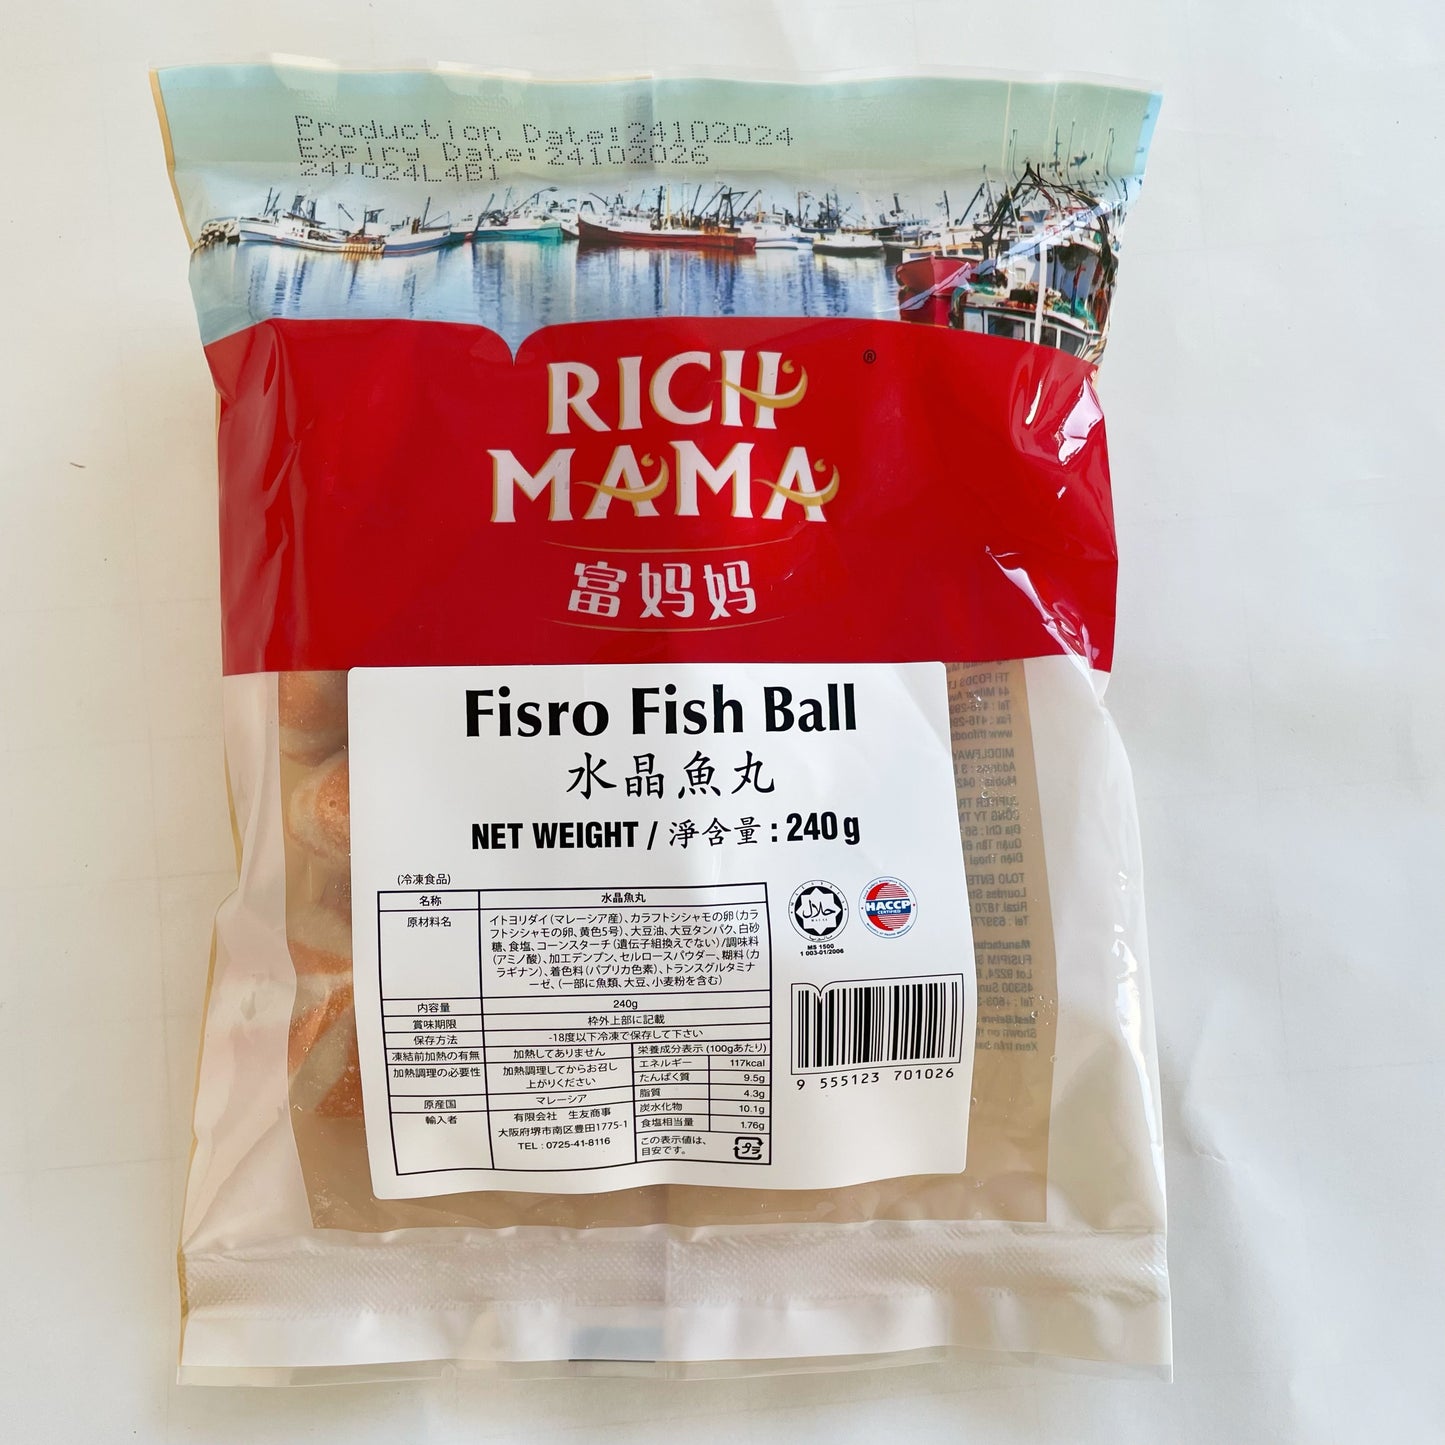 Production Date:24102024
Expiry Date:24102026
241024L4B1
RICH
MAMA
®
富妈妈
Fisro Fish Ball
水晶魚丸
NET WEIGHT / 淨含量 : 240 g
(冷凍食品)
名称 水晶魚丸
原材料名 イトヨリダイ(マレーシア産)、カラフトシシャモの卵(カラ
フトシシャモの卵、黄色5号)、大豆油、大豆タンパク、白砂
糖、食塩、コーンスターチ(遺伝子組換えでない)/調味料
(アミノ酸)、加工デンプン、セルロースパウダー、糊料(カ
ラギナン)、着色料(パプリカ色素)、トランスグルタミナ
ーゼ、(一部に魚類、大豆、小麦粉を含む)
内容量 240g
賞味期限 枠外上部に記載
保存方法 -18度以下冷凍で保存して下さい
凍結前加熱の有無 加熱してありません
加熱調理の必要性 加熱調理してからお召し
上がりください
原産国 マレーシア
輸入者 有限会社 生友商事
大阪府堺市南区豊田1775-1
TEL : 0725-41-8116
栄養成分表示 (100gあたり)
エネルギー 117kcal
たんぱく質 9.5g
脂質 4.3g
炭水化物 10.1g
食塩相当量 1.76g
この表示値は、
目安です。
プラ
حلال
HALAL
MS 1500
1 003-01/2006
HACCP
CERTIFIED
9 555123 701026